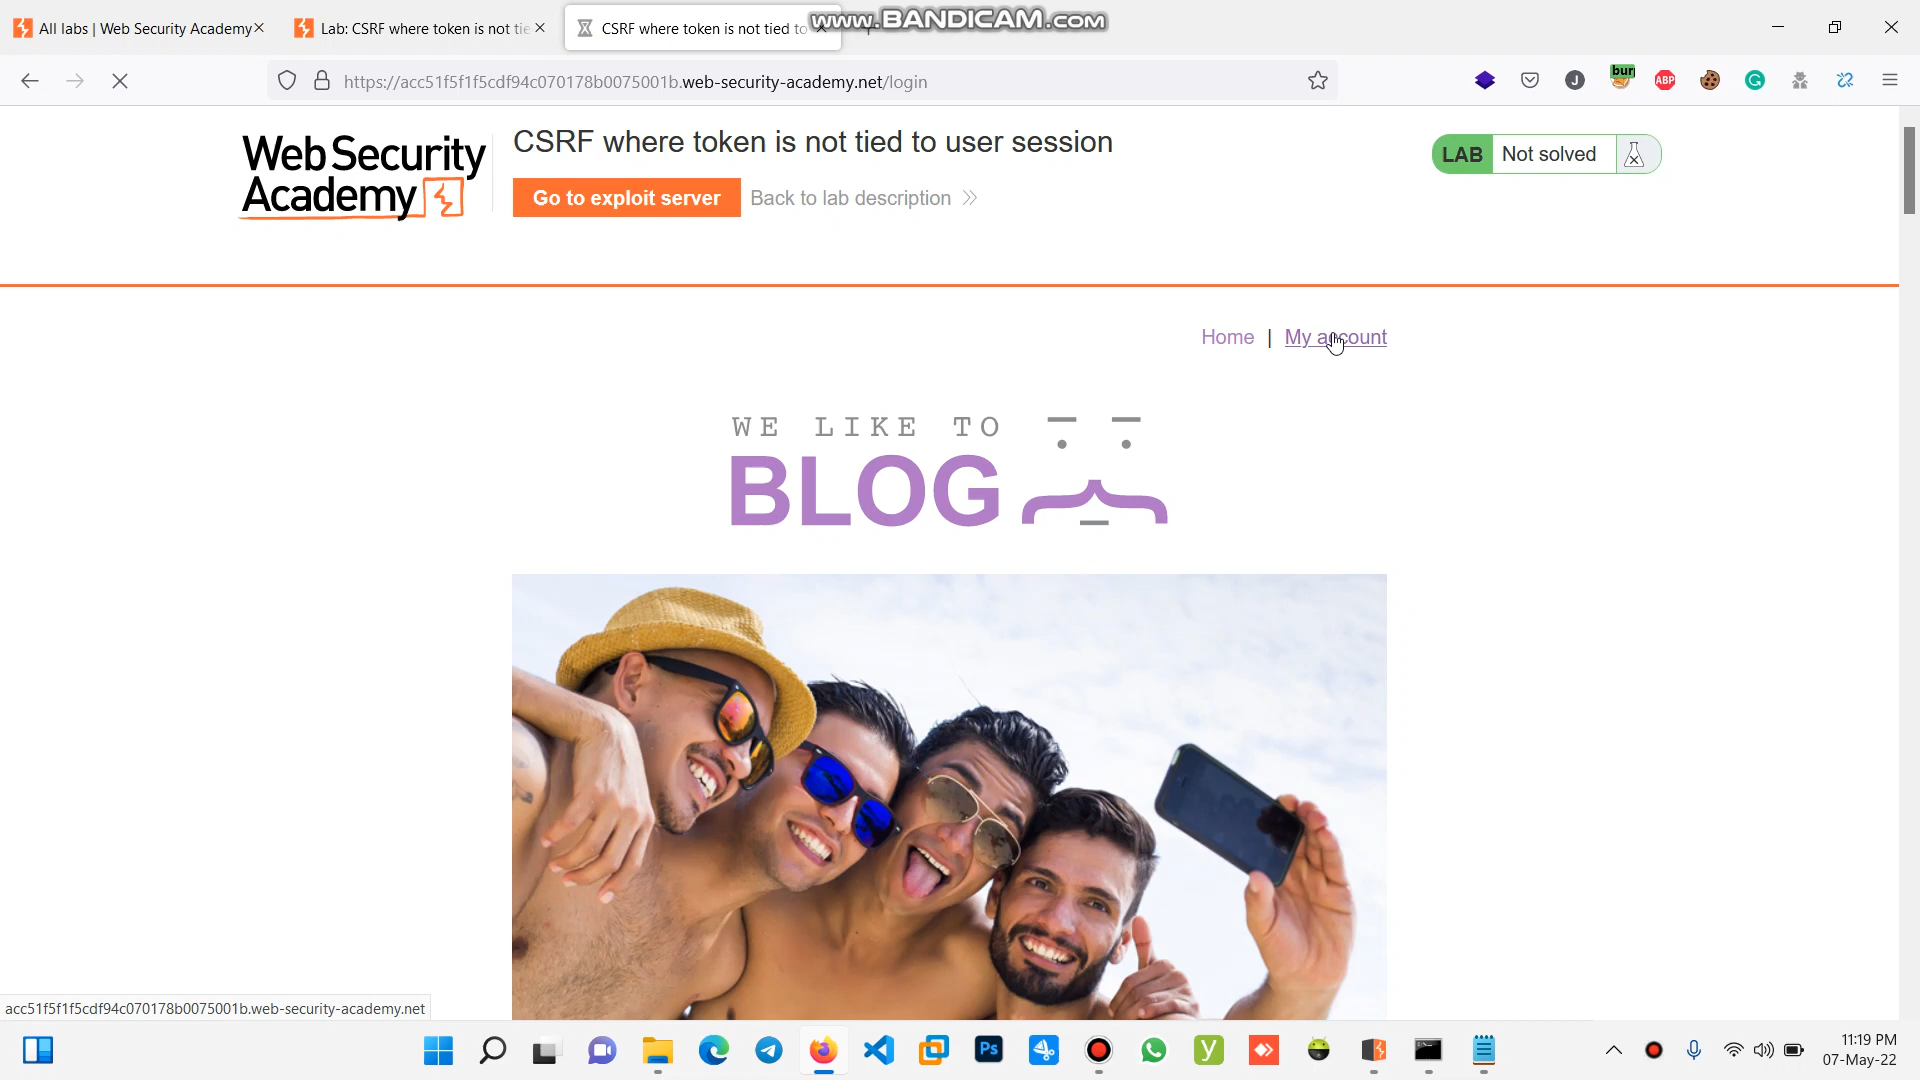 All labs | Web Security Academy
Lab: CSRF where token is not tie
CSRF where token is not tied to
www.BANDICAM.com
https://acc51f5f1f5cdf94c070178b0075001b.web-security-academy.net/login
J
bur
ABP
G
Web Security
Academy
CSRF where token is not tied to user session
Go to exploit server
Back to lab description
LAB
Not solved
Home | My account
WE LIKE TO
BLOG
acc51f5f1f5cdf94c070178b0075001b.web-security-academy.net
Ps
y
11:19 PM
07-May-22